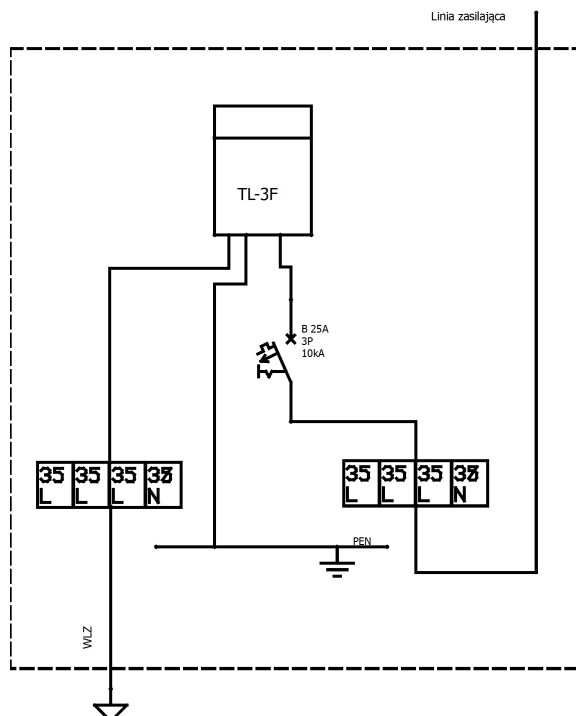 Linia zasilająca
TL-3F
B 25A
3P
10kA
35 35 35
L L L N
35 35 35
L L L N
PEN
WLZ